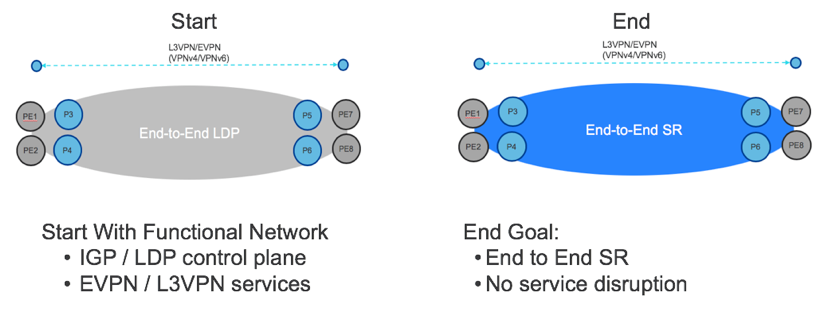 Start
L3VPN/EVPN
(VPNv4/VPNv6)
PE1
P3
P5
PE7
End-to-End LDP
PE2
P4
P6
PE8
Start With Functional Network
• IGP / LDP control plane
• EVPN / L3VPN services
End
L3VPN/EVPN
(VPNv4/VPNv6)
PE1
P3
P5
PE7
End-to-End SR
PE2
P4
P6
PE8
End Goal:
• End to End SR
• No service disruption